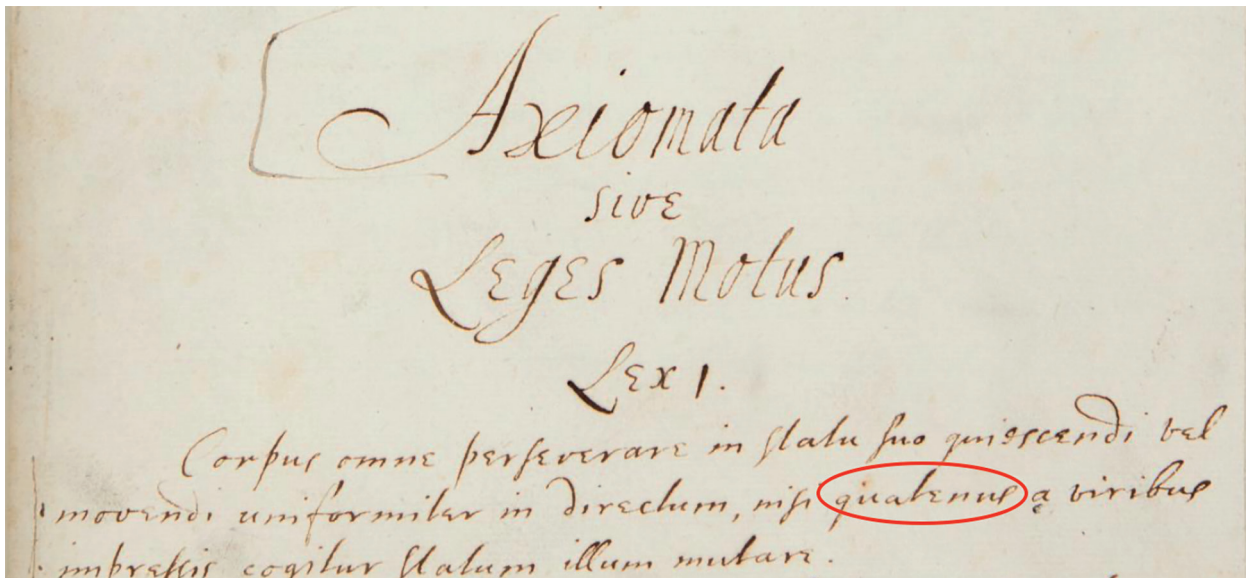 Axiomata
sive
Leges Motus.
Lex 1.
Corpus omne perseverare in statu suo quiescendi vel
movendi uniformiter in directum, nisi quatenus a viribus
impressis cogitur statum illum mutare.